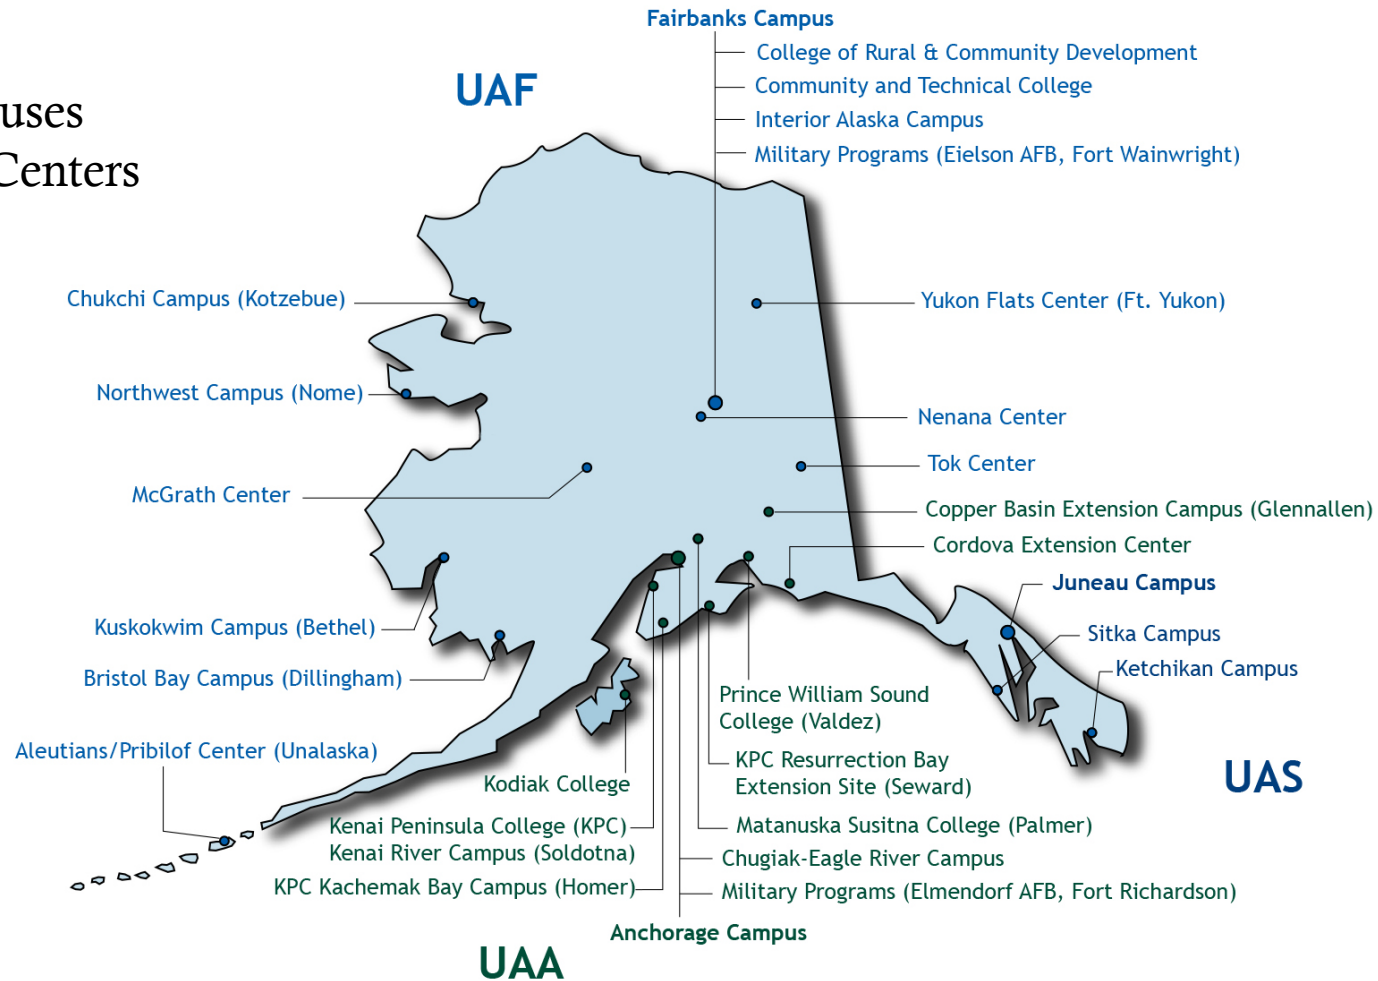 Fairbanks Campus
College of Rural & Community Development
UAF
Community and Technical College
uses
Interior Alaska Campus
Centers
Military Programs (Eielson AFB, Fort Wainwright)
Chukchi Campus (Kotzebue)
Yukon Flats Center (Ft. Yukon)
Northwest Campus (Nome)
Nenana Center
Tok Center
McGrath Center
Copper Basin Extension Campus (Glennallen)
Cordova Extension Center
Juneau Campus
Kuskokwim Campus (Bethel)
Sitka Campus
Ketchikan Campus
Bristol Bay Campus (Dillingham)
Prince William Sound
College (Valdez)
Aleutians/Pribilof Center (Unalaska)
KPC Resurrection Bay
Extension Site (Seward)
UAS
Kodiak College
Kenai Peninsula College (KPC)
Kenai River Campus (Soldotna)
Matanuska Susitna College (Palmer)
Chugiak-Eagle River Campus
KPC Kachemak Bay Campus (Homer)
Military Programs (Elmendorf AFB, Fort Richardson)
Anchorage Campus
UAA